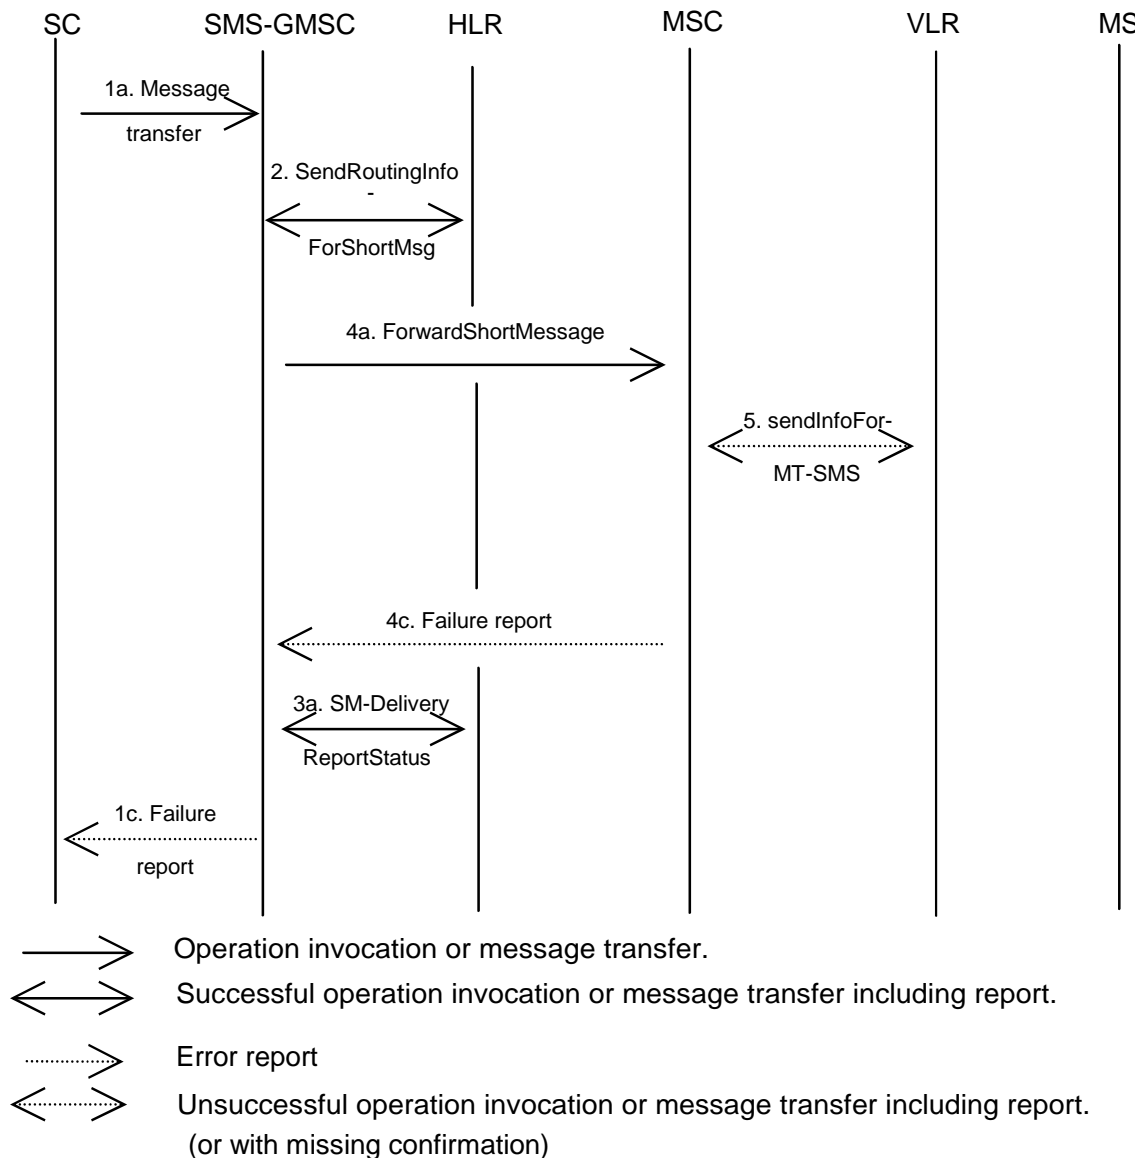 SC SMS-GMSC HLR MSC VLR MS
1a. Message
transfer
2. SendRoutingInfo
-
ForShortMsg
4a. ForwardShortMessage
5. sendInfoFor-
MT-SMS
4c. Failure report
3a. SM-Delivery
ReportStatus
1c. Failure
report
Operation invocation or message transfer.
Successful operation invocation or message transfer including report.
Error report
Unsuccessful operation invocation or message transfer including report.
(or with missing confirmation)